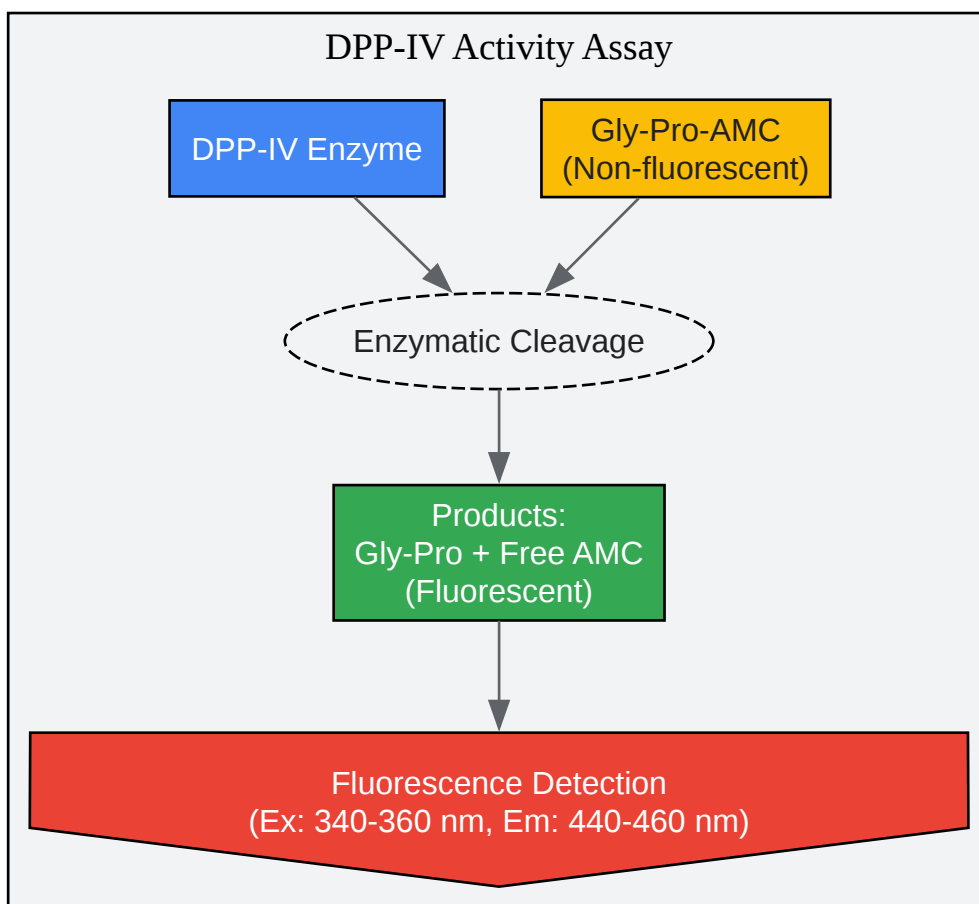 DPP-IV Activity Assay
DPP-IV Enzyme
Gly-Pro-AMC
(Non-fluorescent)
Enzymatic Cleavage
Products:
Gly-Pro + Free AMC
(Fluorescent)
Fluorescence Detection
(Ex: 340-360 nm, Em: 440-460 nm)